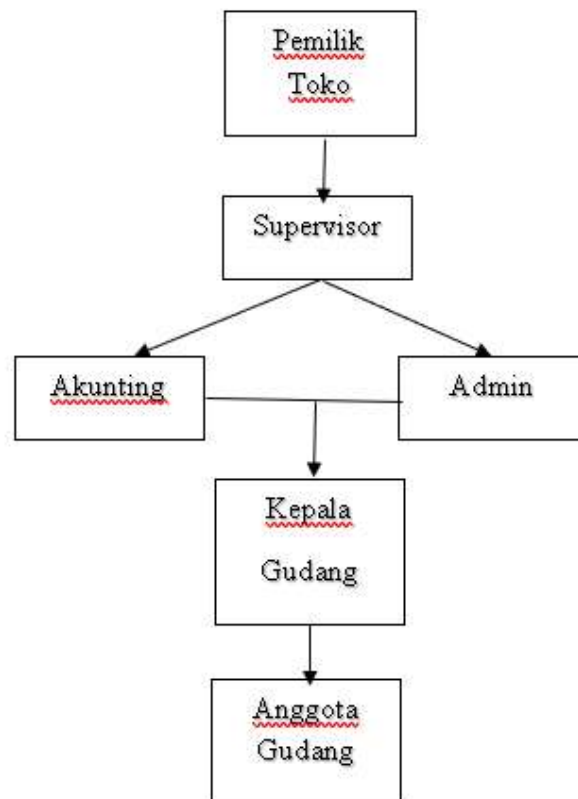 Pemilik
Toko
Supervisor
Akunting
Admin
Kepala
Gudang
Anggota
Gudang